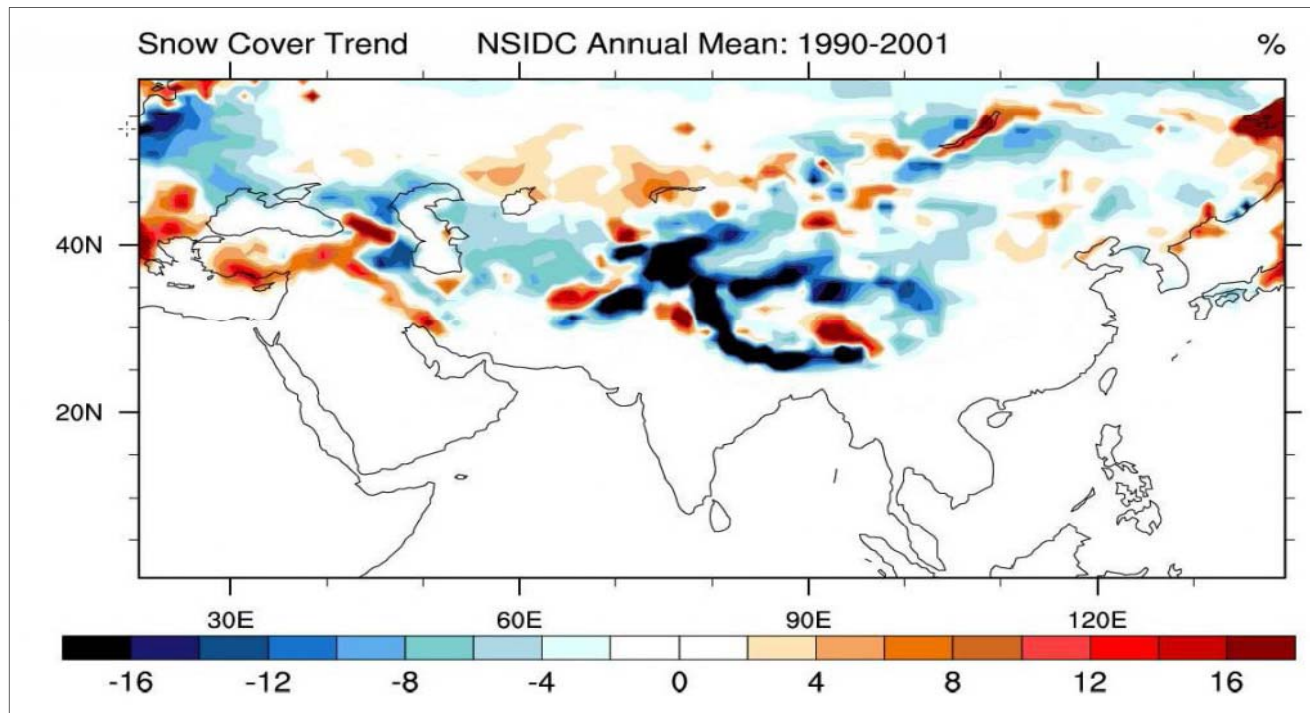 Snow Cover Trend NSIDC Annual Mean: 1990-2001 %
40N
20N
30E 60E 90E 120E
-16 -12 -8 -4 0 4 8 12 16